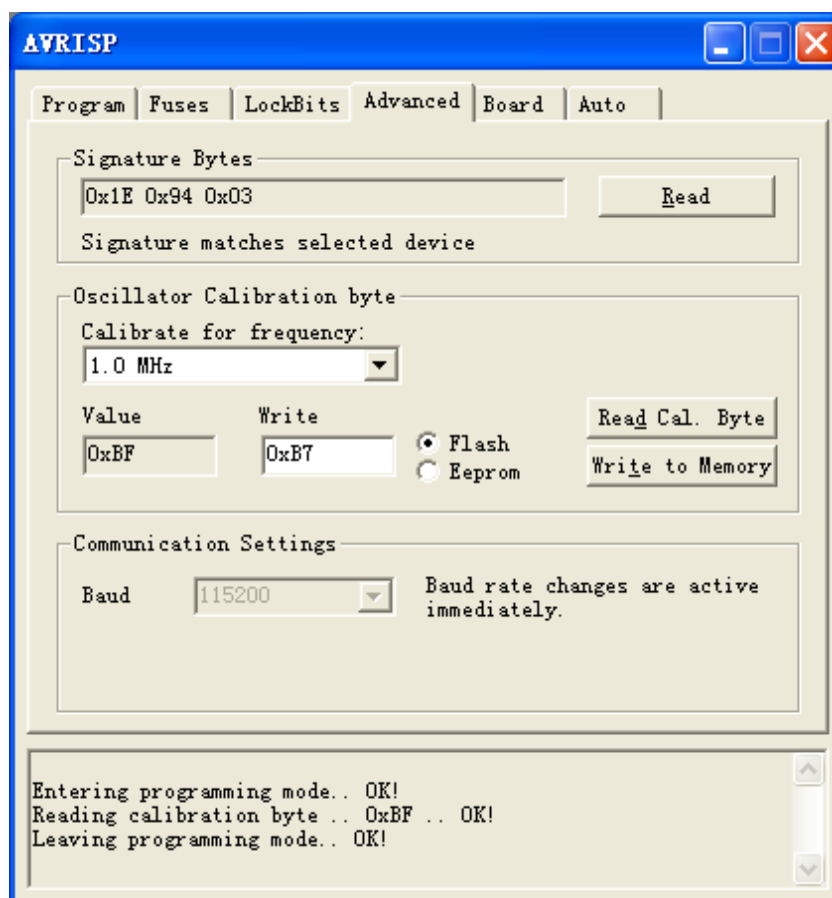 AVRISP
Program Fuses LockBits Advanced Board Auto
Signature Bytes
0x1E 0x94 0x03
Read
Signature matches selected device
Oscillator Calibration byte
Calibrate for frequency:
1.0 MHz
Value
Write
0xBF
0xB7
Flash
Eeprom
Read Cal. Byte
Write to Memory
Communication Settings
Baud
115200
Baud rate changes are active
immediately.
Entering programming mode.. OK!
Reading calibration byte .. 0xBF .. OK!
Leaving programming mode.. OK!